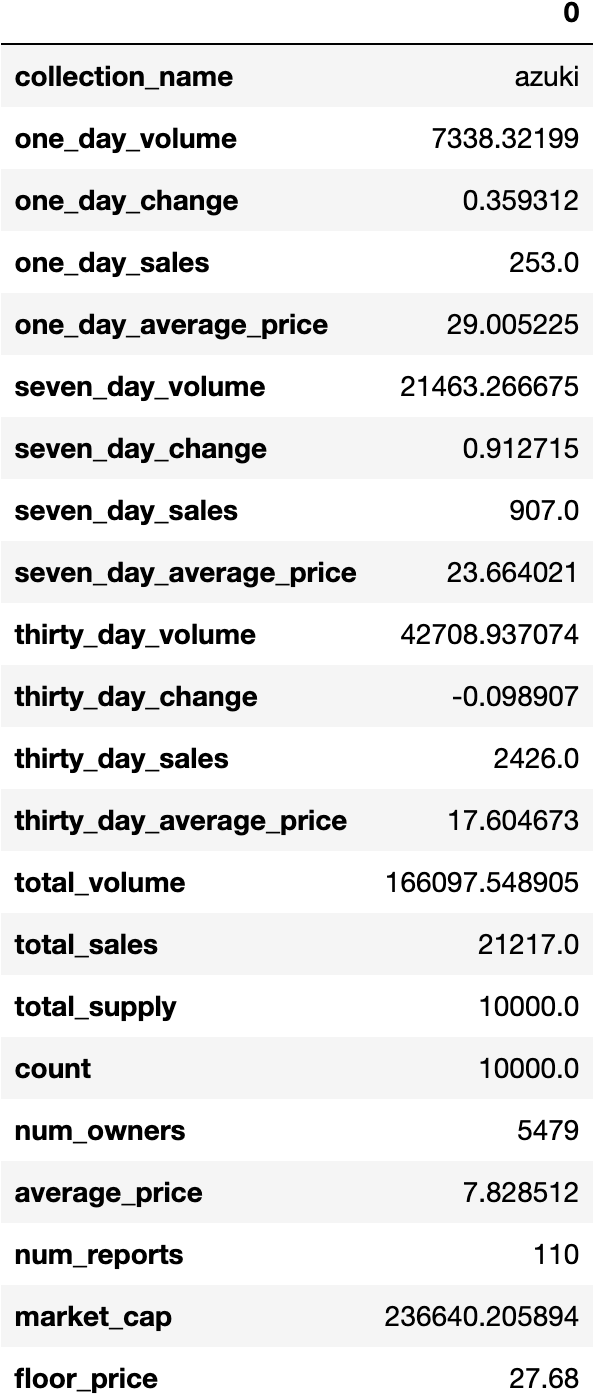 0
collection_name azuki
one_day_volume 7338.32199
one_day_change 0.359312
one_day_sales 253.0
one_day_average_price 29.005225
seven_day_volume 21463.266675
seven_day_change 0.912715
seven_day_sales 907.0
seven_day_average_price 23.664021
thirty_day_volume 42708.937074
thirty_day_change -0.098907
thirty_day_sales 2426.0
thirty_day_average_price 17.604673
total_volume 166097.548905
total_sales 21217.0
total_supply 10000.0
count 10000.0
num_owners 5479
average_price 7.828512
num_reports 110
market_cap 236640.205894
floor_price 27.68